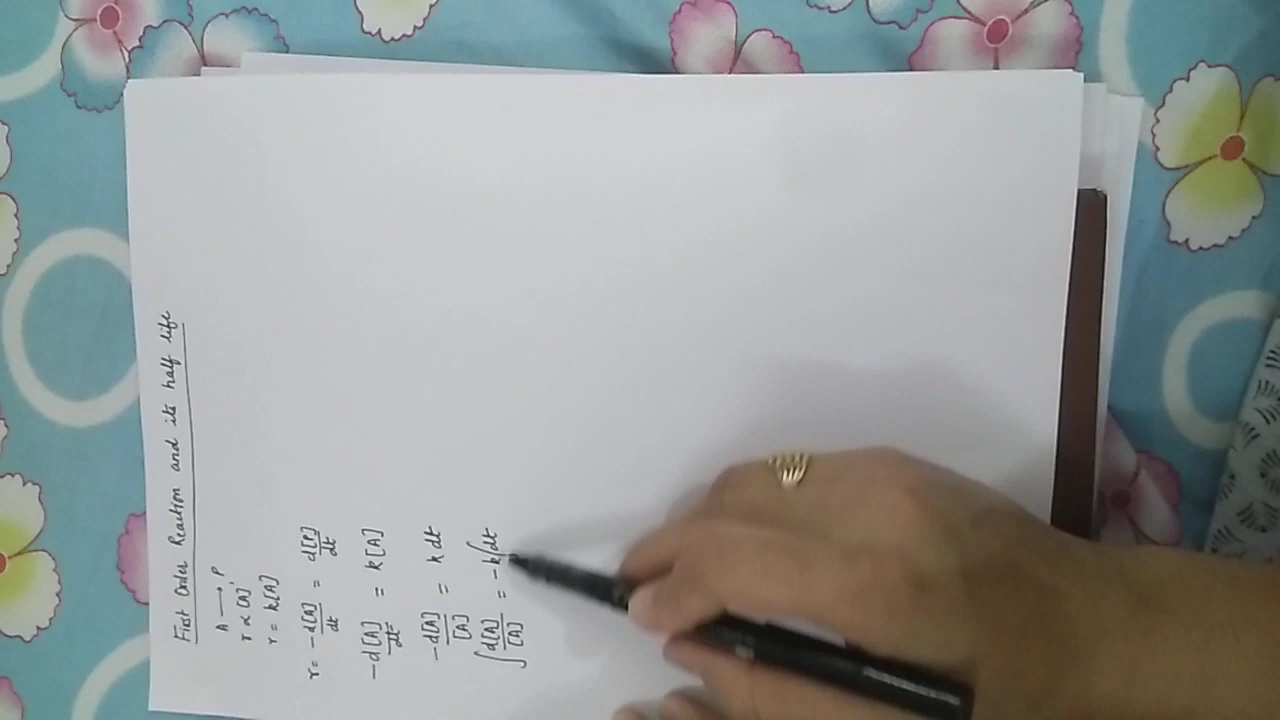 First Order Reaction and its half life
A ⟶ P
r ∝ [A]¹
r = k[A]
r = -d[A]/dt = d[P]/dt
-d[A]/dt = k[A]
-d[A]/[A] = k dt
∫ d[A]/[A] = -k∫dt